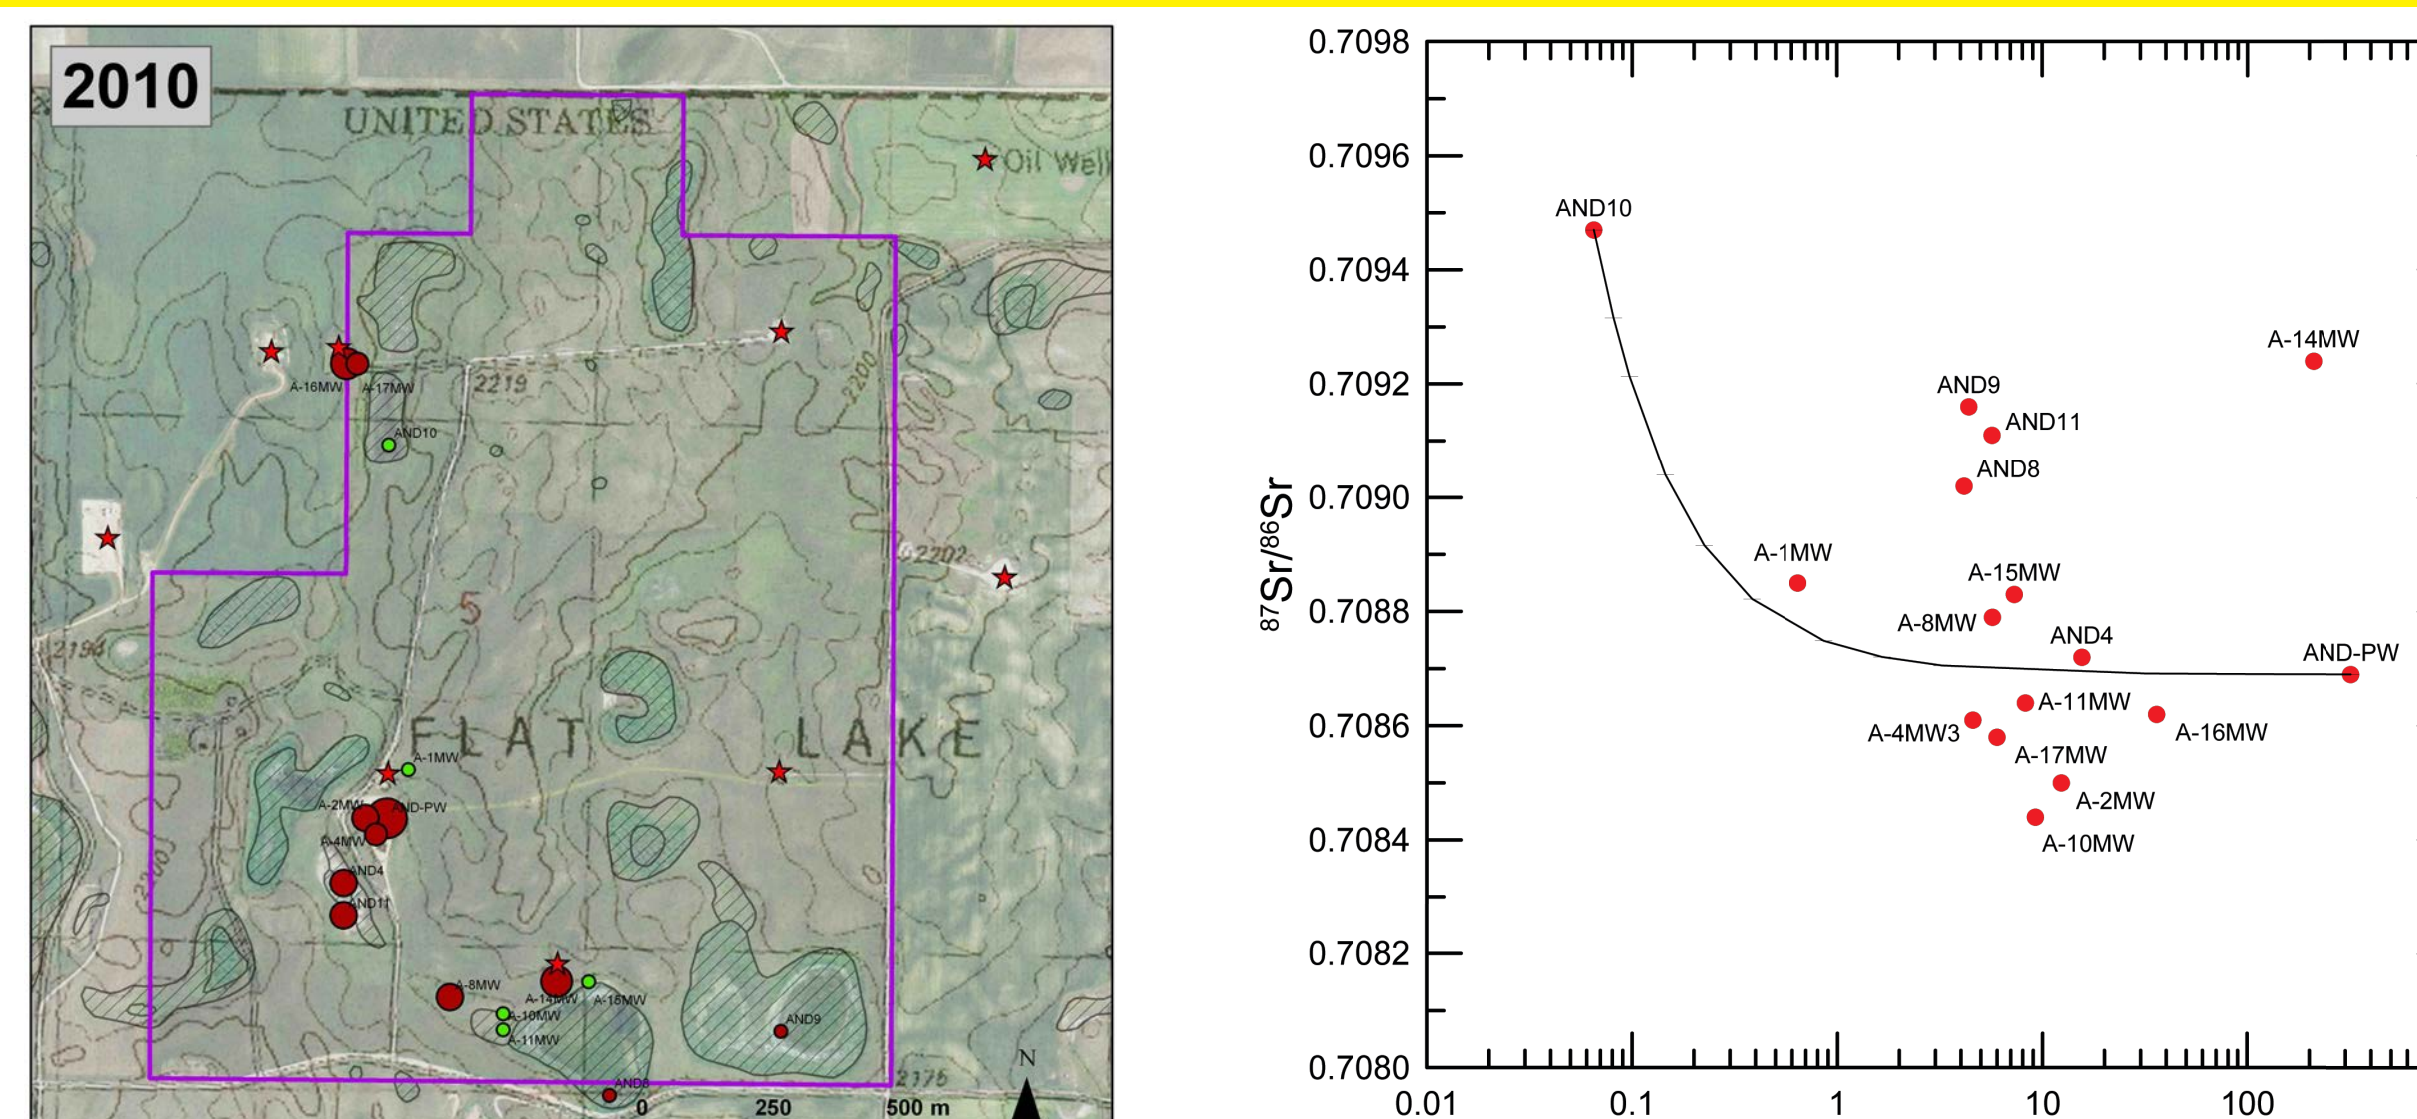 2010
UNITED STATES
Oil Well
A-16MW
A-17MW
2219
2200
AND10
2202
5
2194
FLAT LAKE
A-1MW
A-2MW
AND-PW
A-4MW
AND4
2200
AND11
A-8MW
A-14MW
A-15MW
A-10MW
A-11MW
AND9
N
2175
AND8
0 250 500 m
87Sr/86Sr
0.7098
0.7096
0.7094
0.7092
0.7090
0.7088
0.7086
0.7084
0.7082
0.7080
0.01 0.1 1 10 100
AND10
A-14MW
AND9
AND11
AND8
A-1MW
A-15MW
A-8MW
AND4
AND-PW
A-11MW
A-4MW3
A-16MW
A-17MW
A-2MW
A-10MW